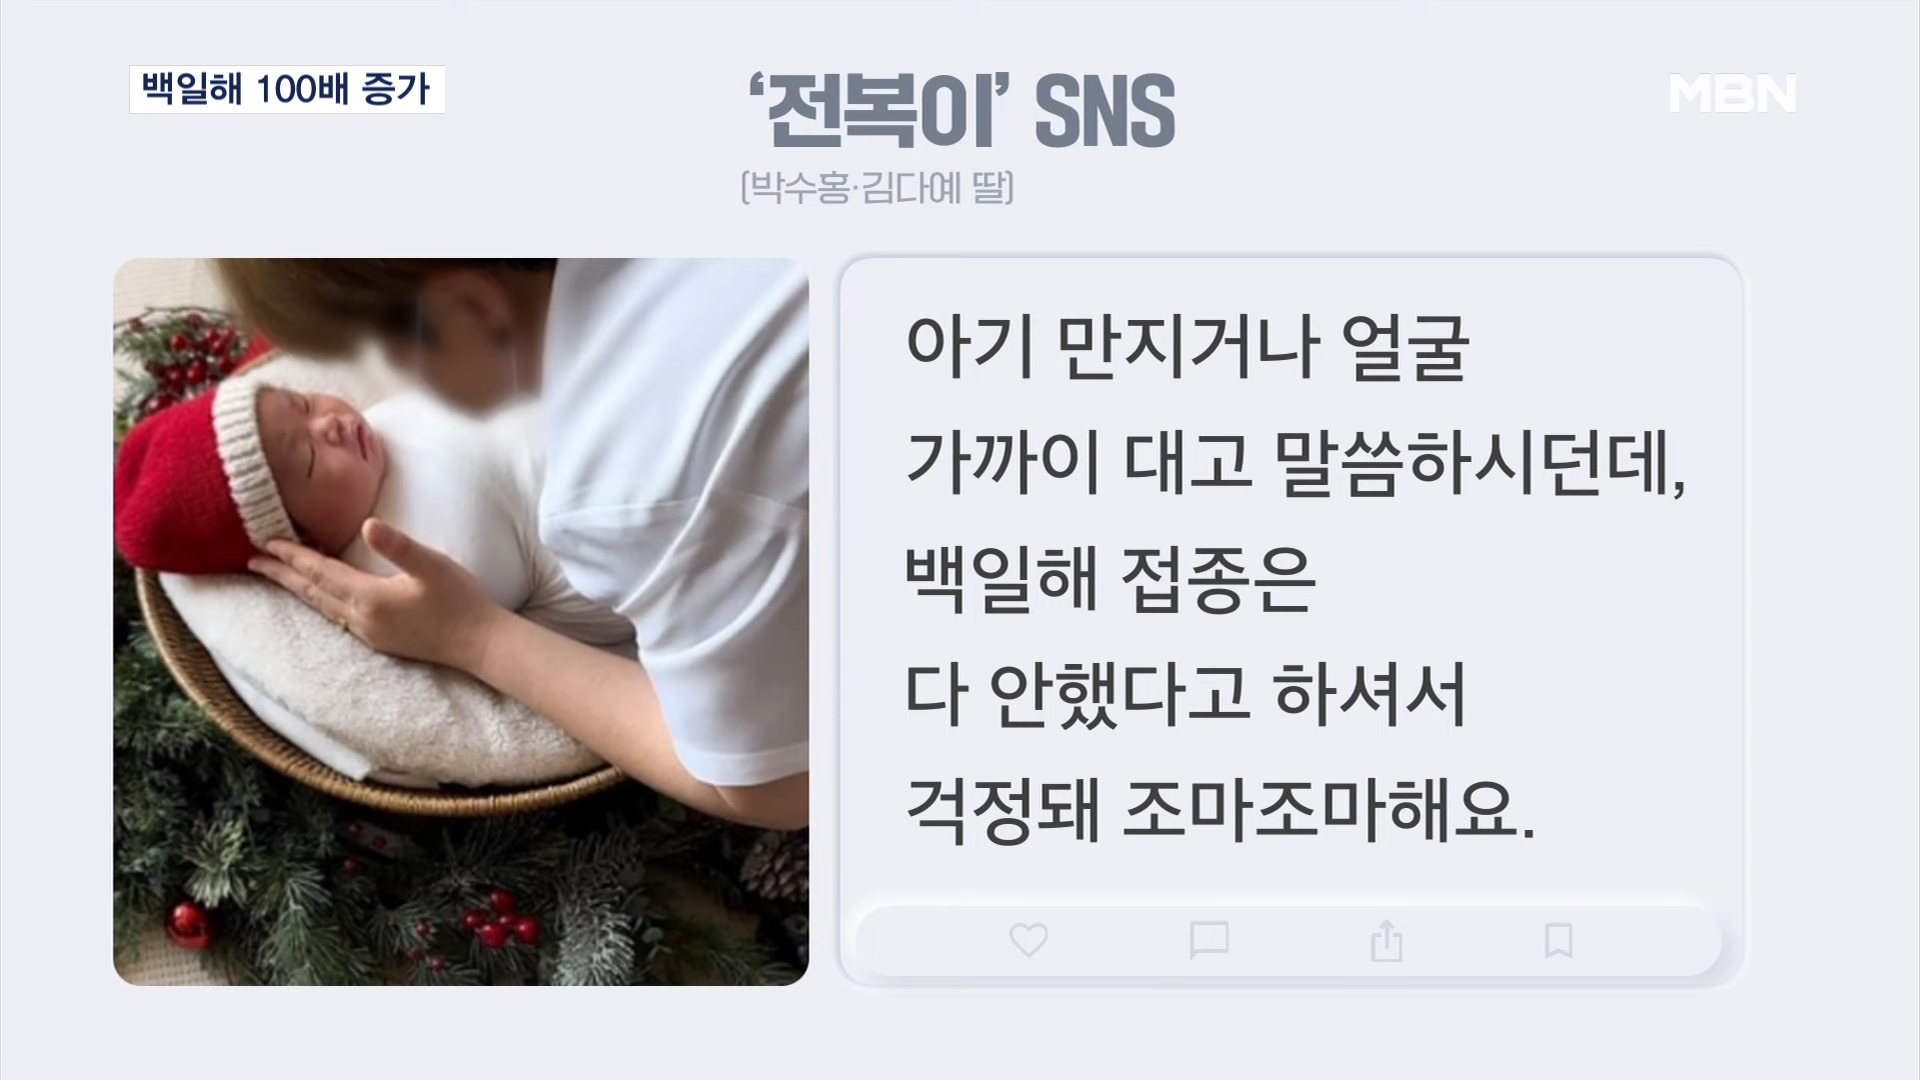 백일해 100배 증가
‘전복이’ SNS
MBN
(박수홍·김다예 딸)
아기 만지거나 얼굴
가까이 대고 말씀하시던데,
백일해 접종은
다 안했다고 하셔서
걱정돼 조마조마해요.